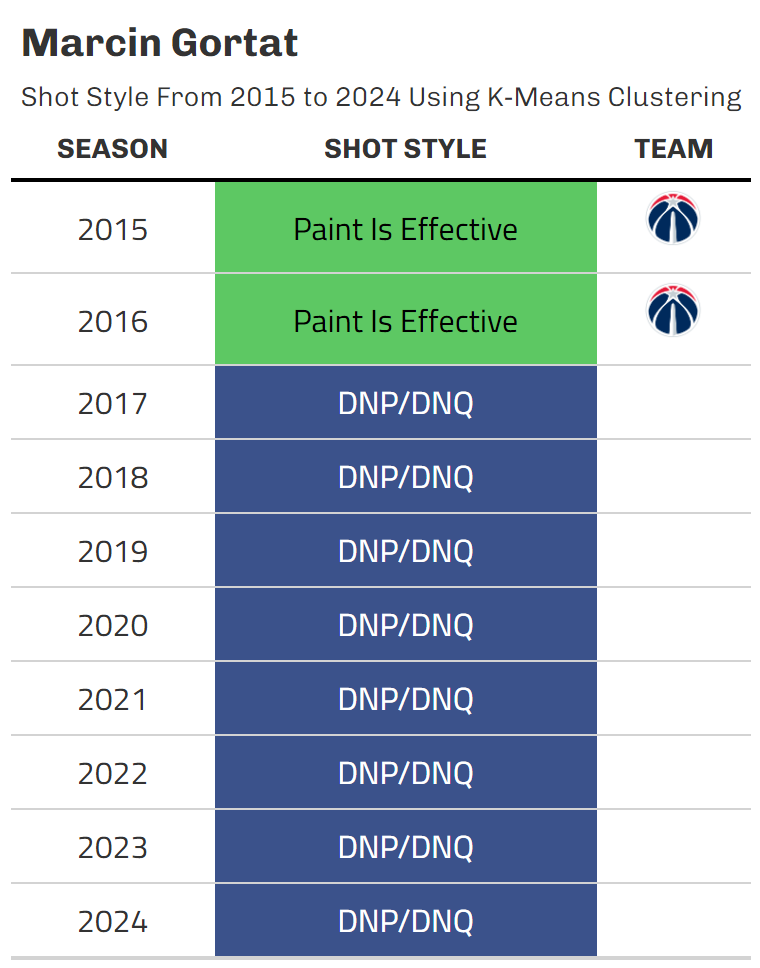 Marcin Gortat
Shot Style From 2015 to 2024 Using K-Means Clustering
SEASON SHOT STYLE TEAM
2015 Paint Is Effective
2016 Paint Is Effective
2017 DNP/DNQ
2018 DNP/DNQ
2019 DNP/DNQ
2020 DNP/DNQ
2021 DNP/DNQ
2022 DNP/DNQ
2023 DNP/DNQ
2024 DNP/DNQ